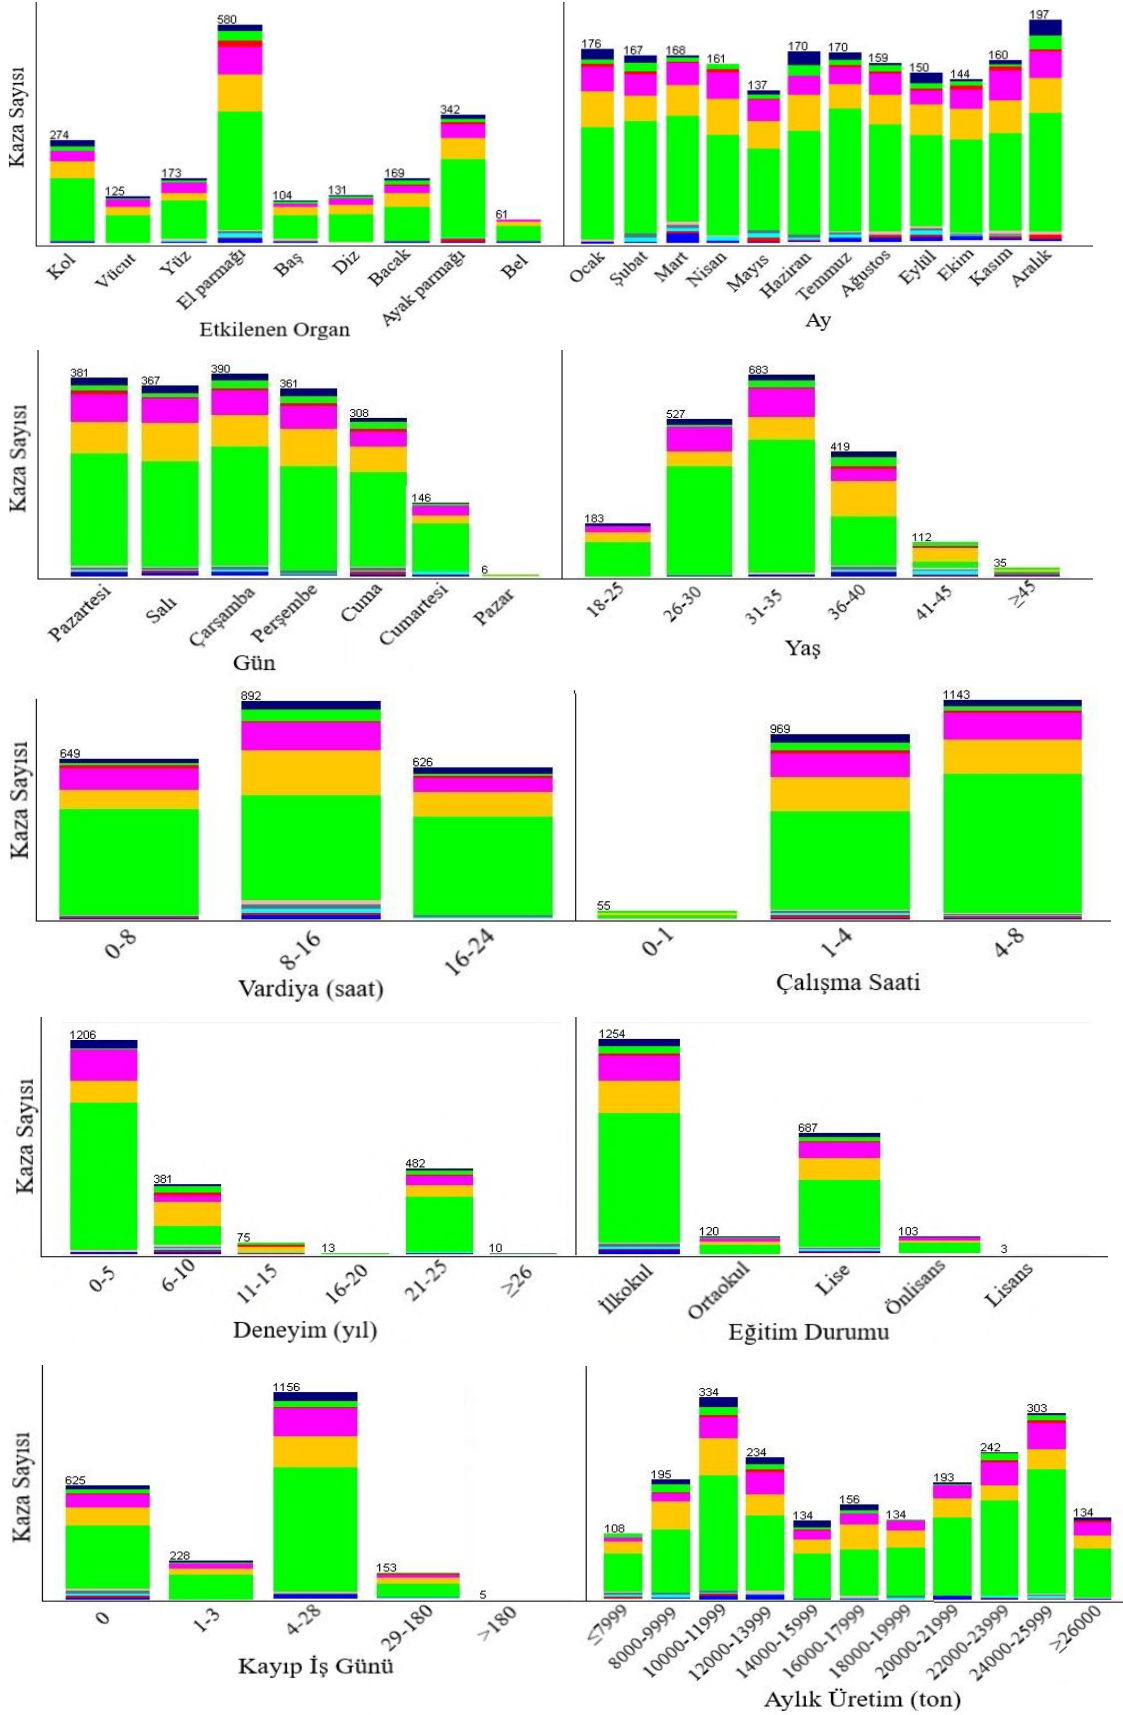 Kaza Sayısı
274
125
173
580
104
131
169
342
61
Kol
Vücut
Yüz
El parmağı
Baş
Diz
Bacak
Ayak parmağı
Bel
Etkilenen Organ
176
167
168
161
137
170
170
159
150
144
160
197
Ocak
Şubat
Mart
Nisan
Mayıs
Haziran
Temmuz
Ağustos
Eylül
Ekim
Kasım
Aralık
Ay
Kaza Sayısı
381
367
390
361
308
146
6
Pazartesi
Salı
Çarşamba
Perşembe
Cuma
Cumartesi
Pazar
Gün
183
527
683
419
112
35
18-25
26-30
31-35
36-40
41-45
≥45
Yaş
Kaza Sayısı
649
892
626
0-8
8-16
16-24
Vardiya (saat)
55
969
1143
0-1
1-4
4-8
Çalışma Saati
Kaza Sayısı
1206
381
75
13
482
10
0-5
6-10
11-15
16-20
21-25
≥26
Deneyim (yıl)
1254
120
687
103
3
İlkokul
Ortaokul
Lise
Önlisans
Lisans
Eğitim Durumu
Kaza Sayısı
625
228
1156
153
5
0
1-3
4-28
29-180
>180
Kayıp İş Günü
108
195
334
234
134
156
134
193
242
303
134
≤7999
8000-9999
10000-11999
12000-13999
14000-15999
16000-17999
18000-19999
20000-21999
22000-23999
24000-25999
≥26000
Aylık Üretim (ton)